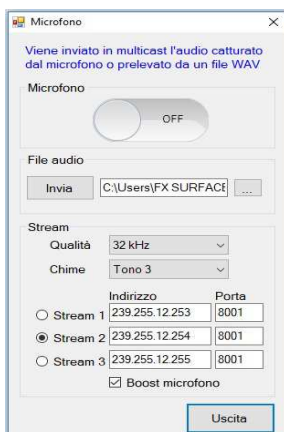 Microfono
Viene inviato in multicast l'audio catturato
dal microfono o prelevato da un file WAV
Microfono
OFF
File audio
Invia C:\Users\FX SURFACE ...
Stream
Qualità 32 kHz
Chime Tono 3
Indirizzo Porta
Stream 1 239.255.12.253 8001
Stream 2 239.255.12.254 8001
Stream 3 239.255.12.255 8001
Boost microfono
Uscita